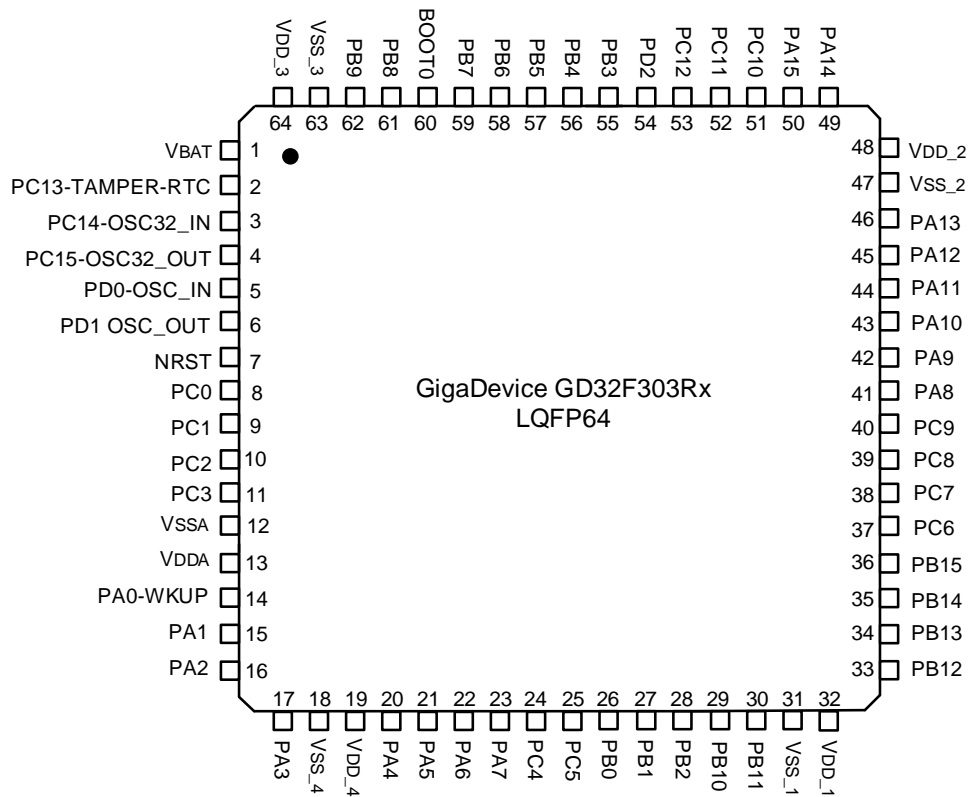 VDD_3 VSS_3 PB9 PB8 BOOT0 PB7 PB6 PB5 PB4 PB3 PD2 PC12 PC11 PC10 PA15 PA14
64 63 62 61 60 59 58 57 56 55 54 53 52 51 50 49
VBAT 1
PC13-TAMPER-RTC 2
PC14-OSC32_IN 3
PC15-OSC32_OUT 4
PD0-OSC_IN 5
PD1 OSC_OUT 6
NRST 7
PC0 8
PC1 9
PC2 10
PC3 11
VSSA 12
VDDA 13
PA0-WKUP 14
PA1 15
PA2 16
GigaDevice GD32F303Rx
LQFP64
48 VDD_2
47 VSS_2
46 PA13
45 PA12
44 PA11
43 PA10
42 PA9
41 PA8
40 PC9
39 PC8
38 PC7
37 PC6
36 PB15
35 PB14
34 PB13
33 PB12
17 18 19 20 21 22 23 24 25 26 27 28 29 30 31 32
PA3 VSS_4 VDD_4 PA4 PA5 PA6 PA7 PC4 PC5 PB0 PB1 PB2 PB10 PB11 VSS_1 VDD_1